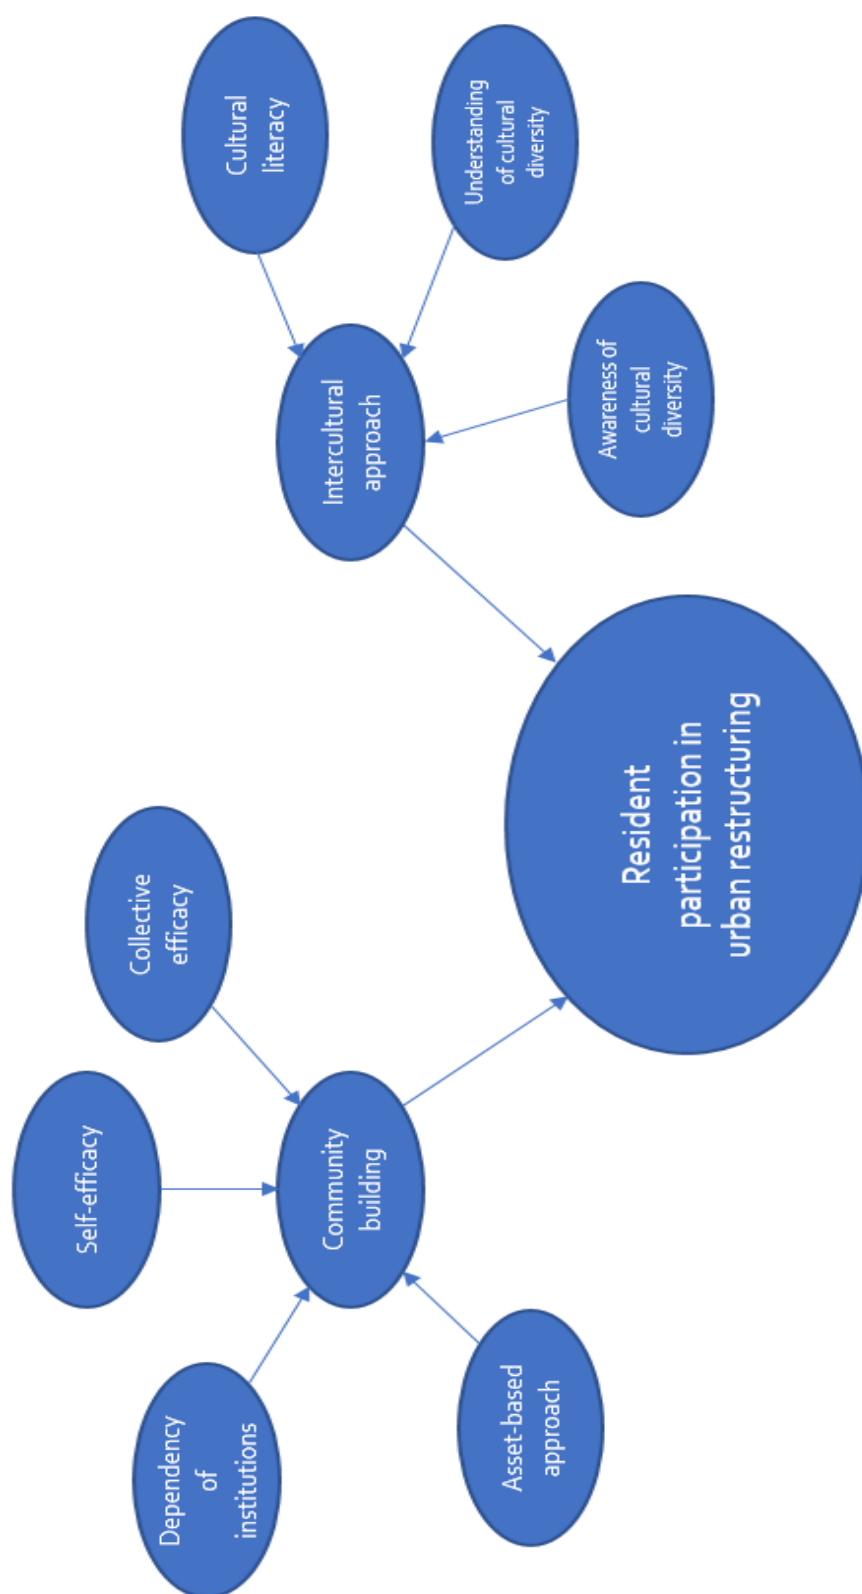 Self-efficacy
Collective
efficacy
Dependency
of
institutions
Community
building
Asset-based
approach
Cultural
literacy
Intercultural
approach
Understanding
of cultural
diversity
Awareness of
cultural
diversity
Resident
participation in
urban restructuring